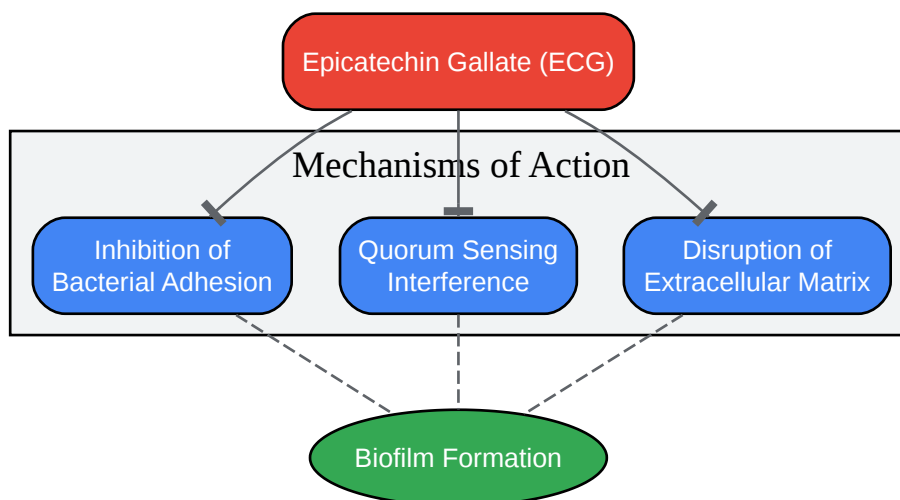 Epicatechin Gallate (ECG)
Mechanisms of Action
Inhibition of
Bacterial Adhesion
Quorum Sensing
Interference
Disruption of
Extracellular Matrix
Biofilm Formation